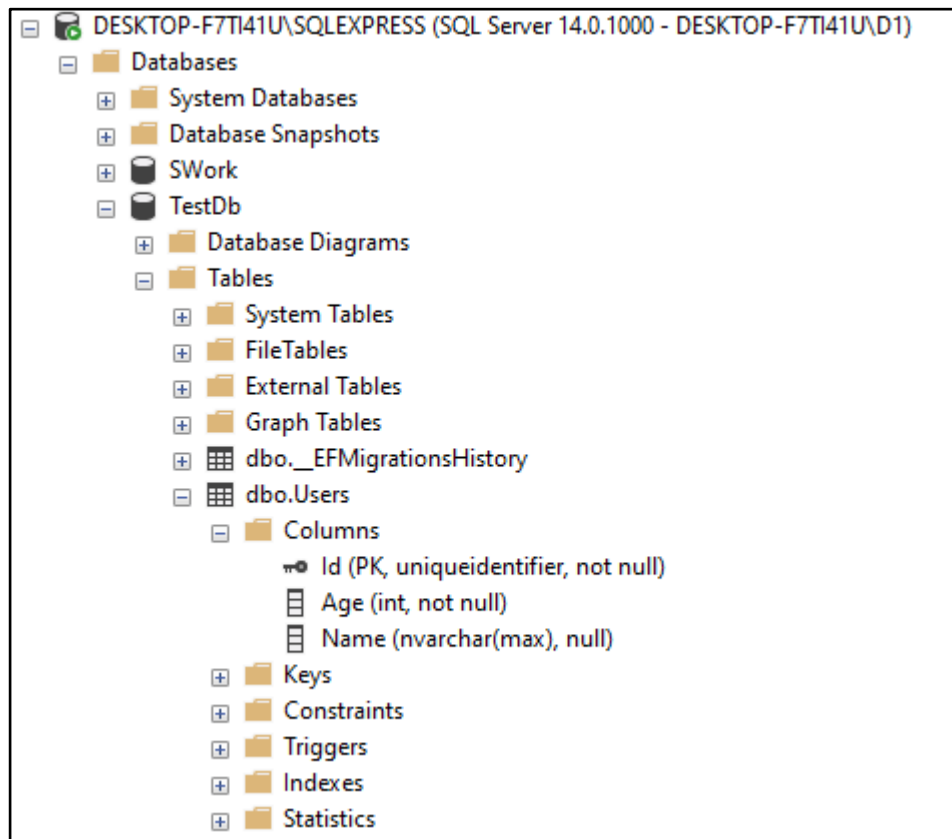 DESKTOP-F7TI41U\SQLEXPRESS (SQL Server 14.0.1000 - DESKTOP-F7TI41U\D1)
Databases
System Databases
Database Snapshots
SWork
TestDb
Database Diagrams
Tables
System Tables
FileTables
External Tables
Graph Tables
dbo.__EFMigrationsHistory
dbo.Users
Columns
Id (PK, uniqueidentifier, not null)
Age (int, not null)
Name (nvarchar(max), null)
Keys
Constraints
Triggers
Indexes
Statistics